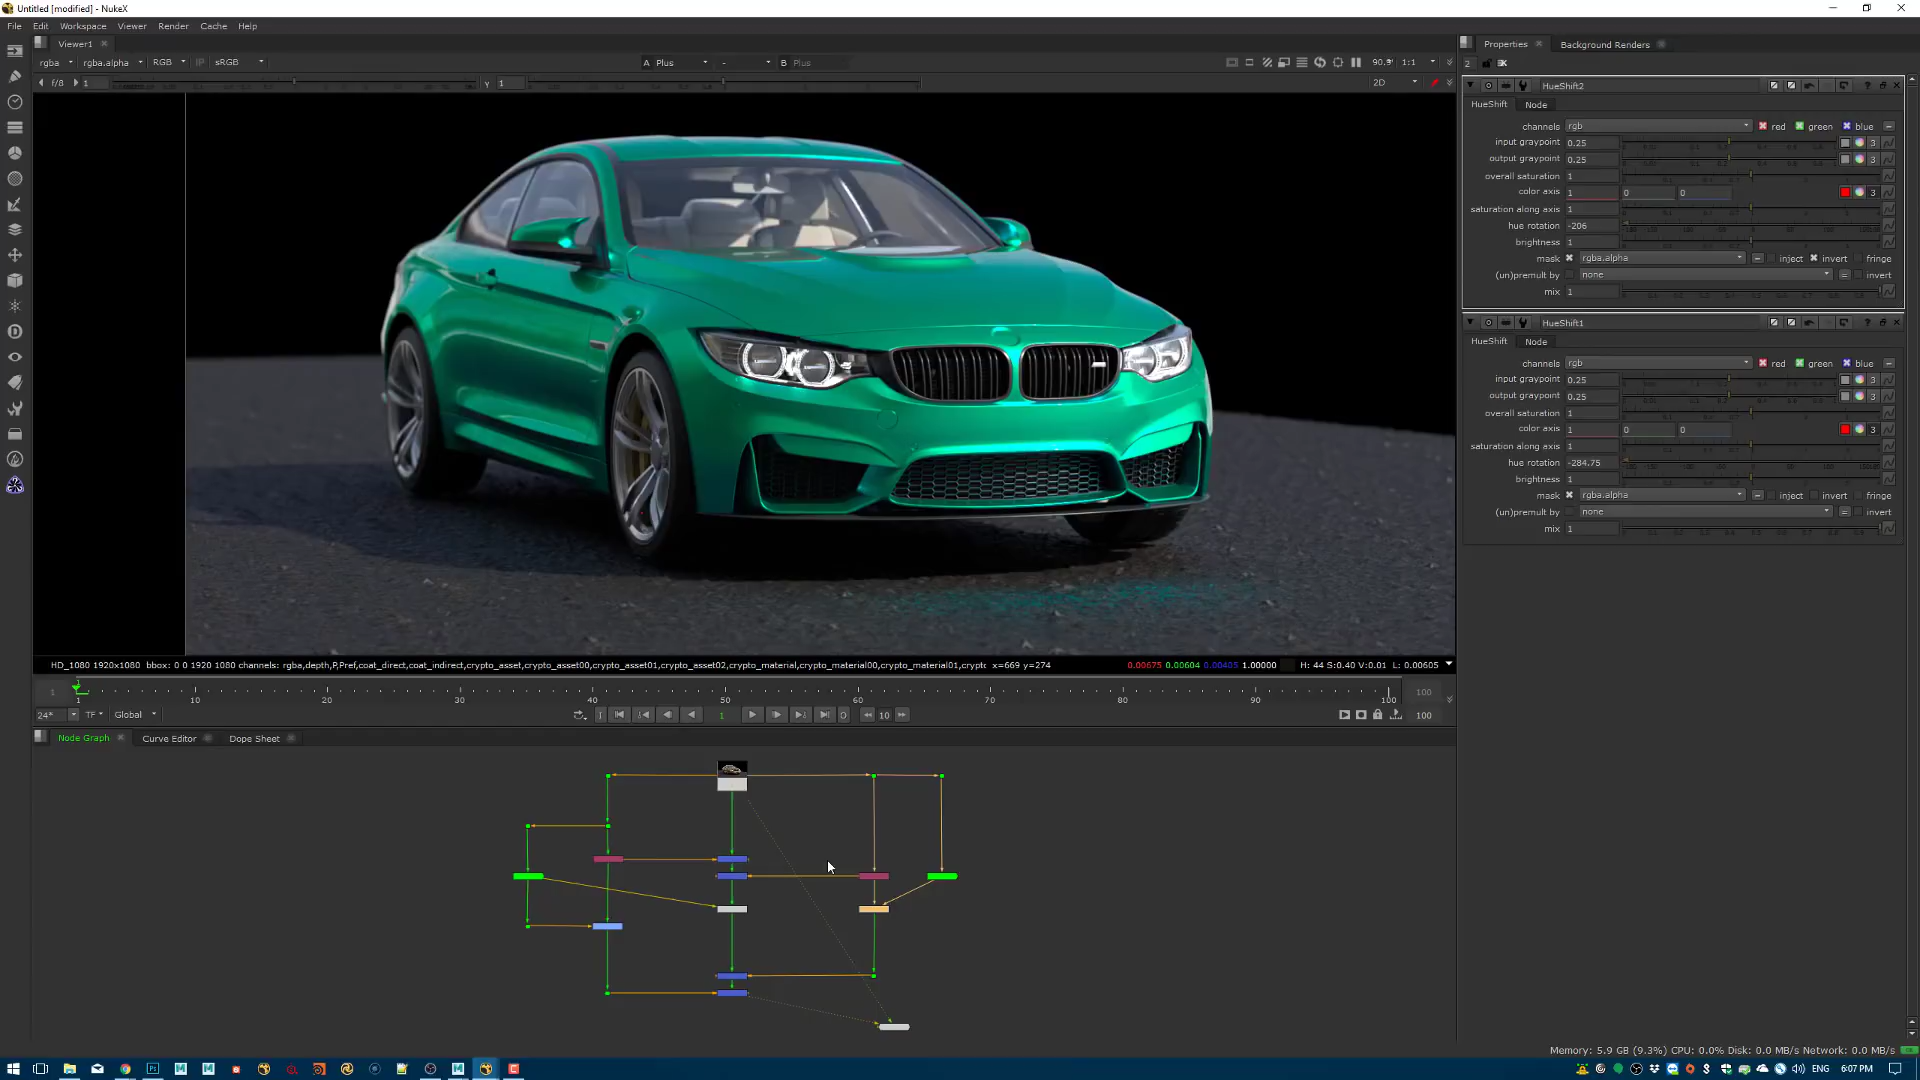 Untitled [modified] - NukeX
File Edit Workspace Viewer Render Cache Help
Viewer1
rgba rgba.alpha RGB IP sRGB A Plus - B Plus 1:1
f/8 1 y 1 2D
HD_1080 1920x1080 bbox: 0 0 1920 1080 channels: rgba,depth,P,Pref,coat_direct,coat_indirect,crypto_asset,crypto_asset00,crypto_asset01,crypto_asset02,crypto_material,crypto_material00,crypto_material01,crypto x=669 y=274 0.00675 0.00604 0.00405 1.00000 H: 44 S:0.40 V:0.01 L: 0.00605
1 1 10 20 30 40 50 60 70 80 90 100 100
24* TF Global 1 10 100
Node Graph Curve Editor Dope Sheet
Properties Background Renders
2
HueShift2
HueShift Node
channels rgb red green blue
input graypoint 0.25 3
output graypoint 0.25 3
overall saturation 1
color axis 1 0 0 3
saturation along axis 1
hue rotation -206
brightness 1
mask rgba.alpha inject invert fringe
(un)premult by none invert
mix 1
HueShift1
HueShift Node
channels rgb red green blue
input graypoint 0.25 3
output graypoint 0.25 3
overall saturation 1
color axis 1 0 0 3
saturation along axis 1
hue rotation -284.75
brightness 1
mask rgba.alpha inject invert fringe
(un)premult by none invert
mix 1
Memory: 5.9 GB (9.3%) CPU: 0.0% Disk: 0.0 MB/s Network: 0.0 MB/s
ENG 6:07 PM